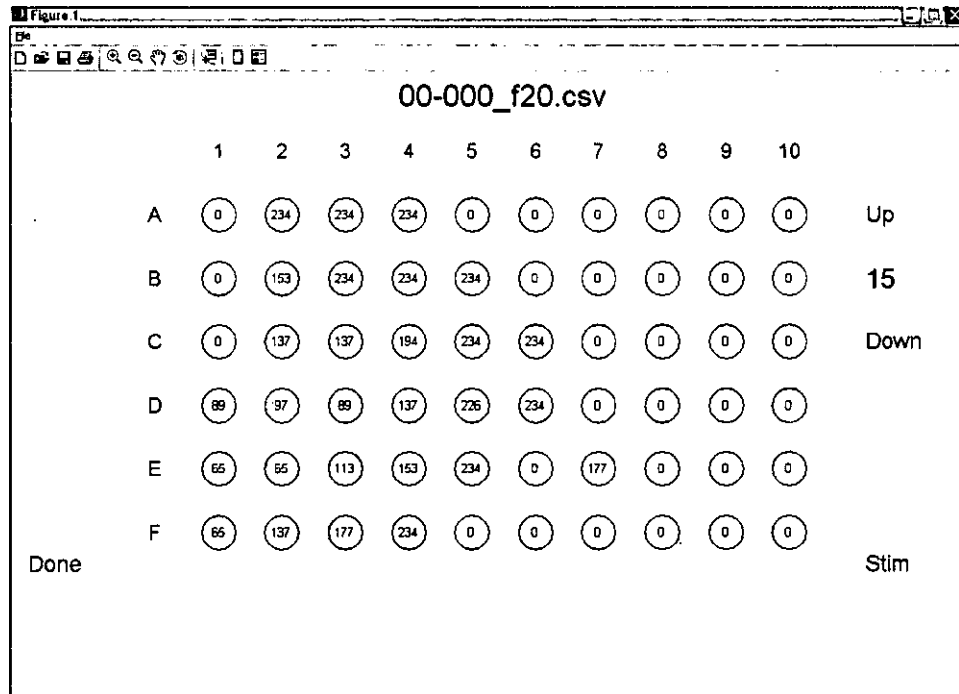 Figure 1
File
00-000_f20.csv
1 2 3 4 5 6 7 8 9 10
A 0 234 234 234 0 0 0 0 0 0 Up
B 0 153 234 234 234 0 0 0 0 0 15
C 0 137 137 194 234 234 0 0 0 0 Down
D 89 97 89 137 226 234 0 0 0 0
E 65 65 113 153 234 0 177 0 0 0
F 65 137 177 234 0 0 0 0 0 0
Done Stim